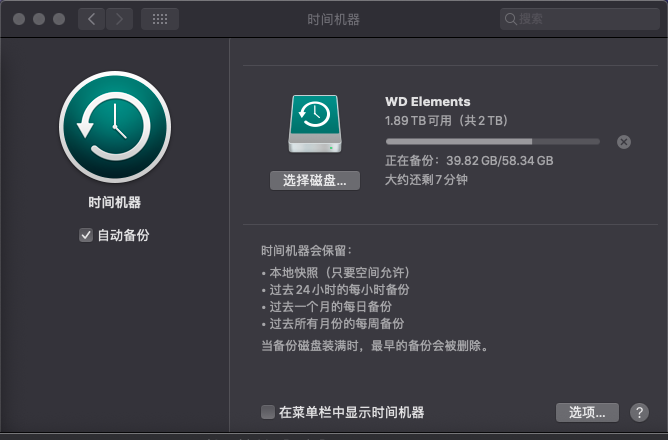 时间机器
搜索
WD Elements
1.89 TB可用（共2 TB）
正在备份：39.82 GB/58.34 GB
大约还剩7分钟
选择磁盘...
时间机器
自动备份
时间机器会保留：
• 本地快照（只要空间允许）
• 过去24小时的每小时备份
• 过去一个月的每日备份
• 过去所有月份的每周备份
当备份磁盘装满时，最早的备份会被删除。
在菜单栏中显示时间机器
选项...
?